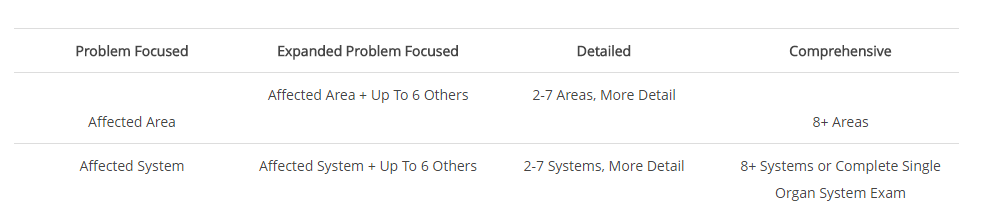 Problem Focused Expanded Problem Focused Detailed Comprehensive
Affected Area + Up To 6 Others 2-7 Areas, More Detail
Affected Area 8+ Areas
Affected System Affected System + Up To 6 Others 2-7 Systems, More Detail 8+ Systems or Complete Single
Organ System Exam